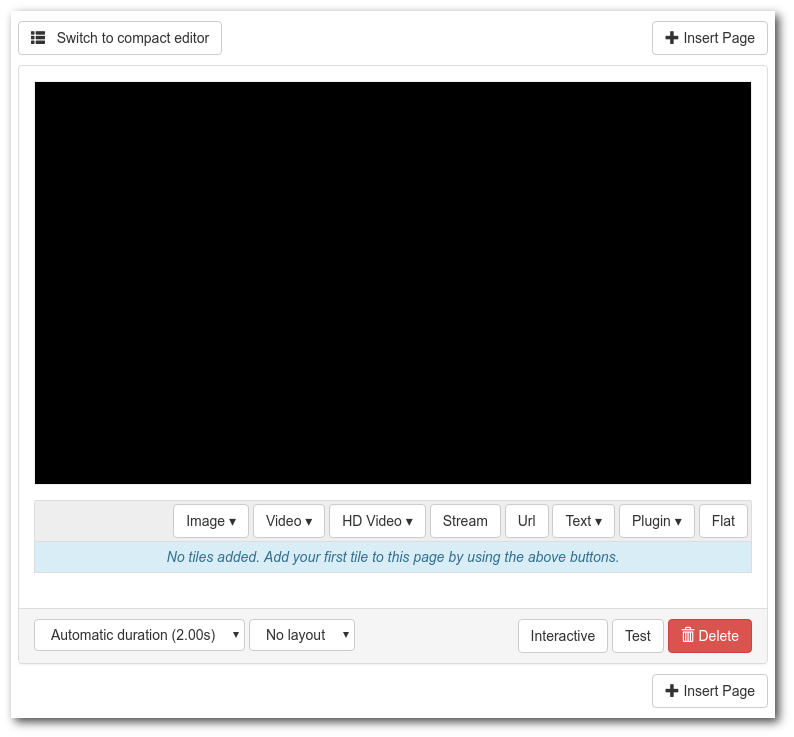 Switch to compact editor
Insert Page
Image ▾ Video ▾ HD Video ▾ Stream Url Text ▾ Plugin ▾ Flat
No tiles added. Add your first tile to this page by using the above buttons.
Automatic duration (2.00s) ▾ No layout ▾ Interactive Test Delete
Insert Page